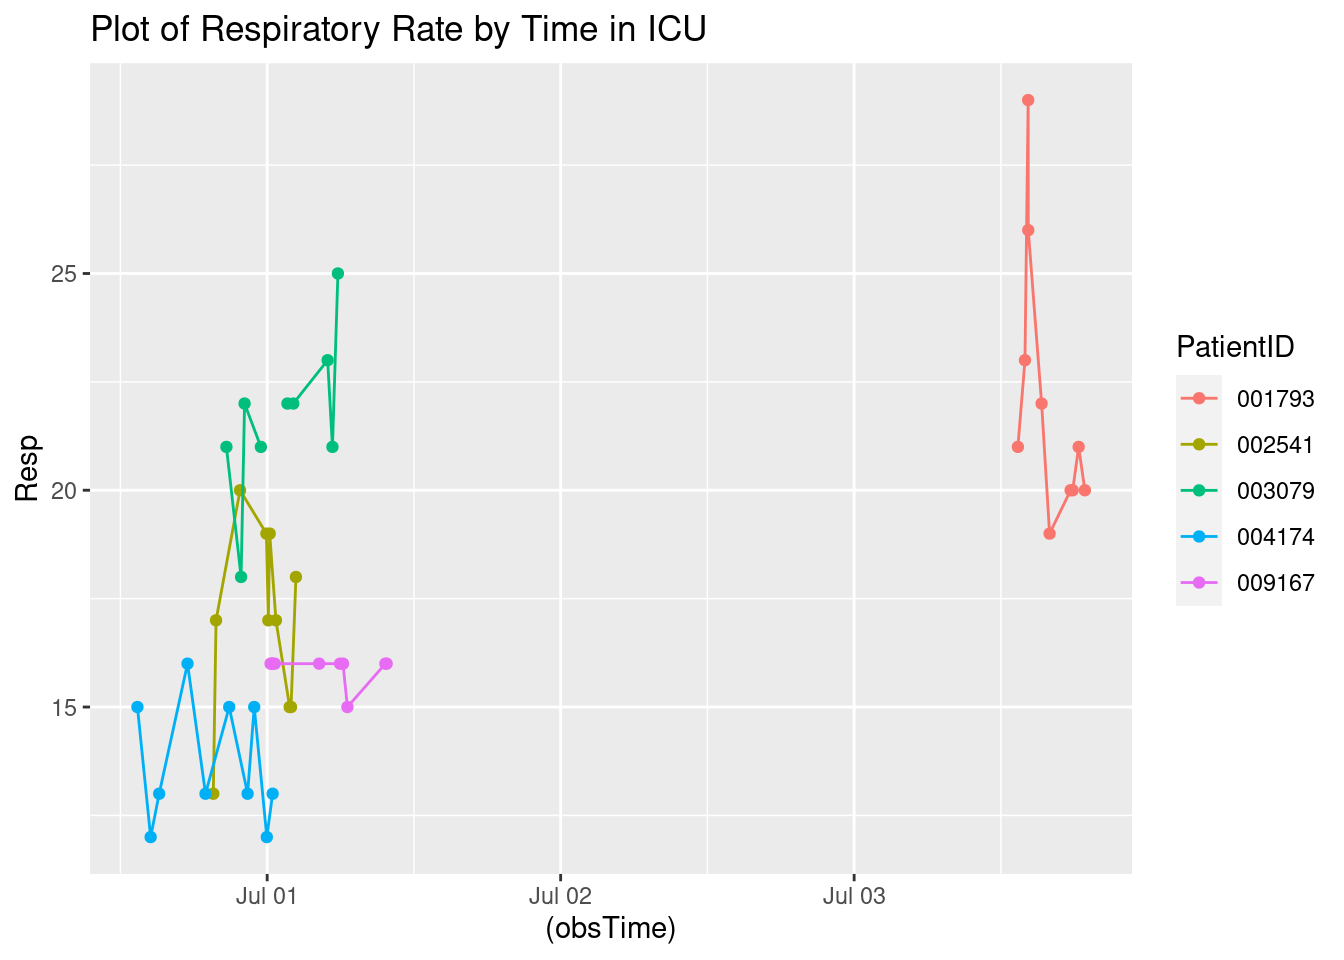 Plot of Respiratory Rate by Time in ICU
25
20
15
Resp
Jul 01
Jul 02
Jul 03
(obsTime)
PatientID
001793
002541
003079
004174
009167